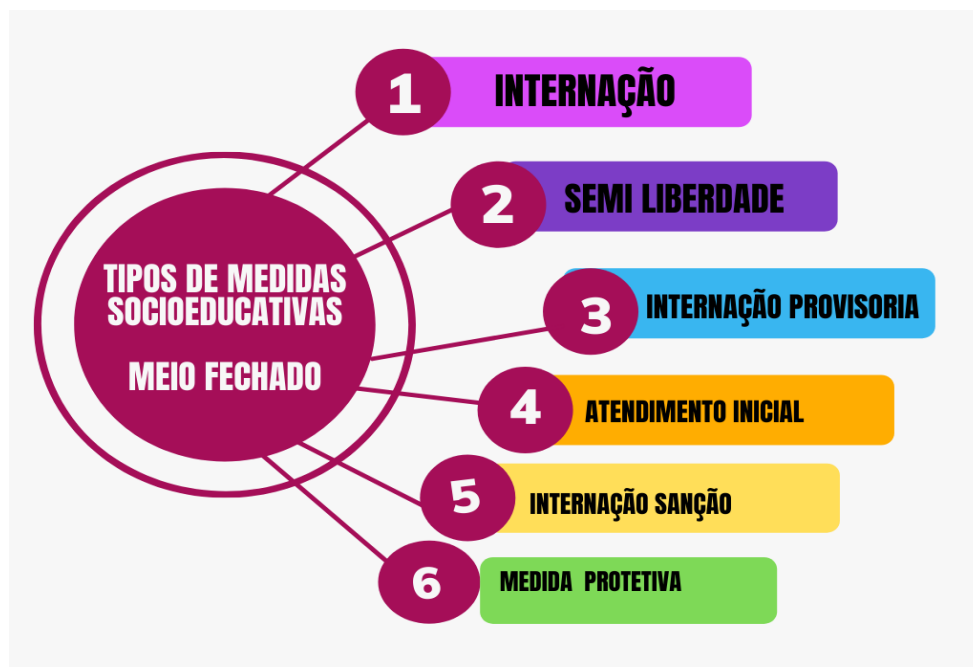 TIPOS DE MEDIDAS
SOCIOEDUCATIVAS
MEIO FECHADO
1
INTERNAÇÃO
2
SEMI LIBERDADE
3
INTERNAÇÃO PROVISORIA
4
ATENDIMENTO INICIAL
5
INTERNAÇÃO SANÇÃO
6
MEDIDA PROTETIVA